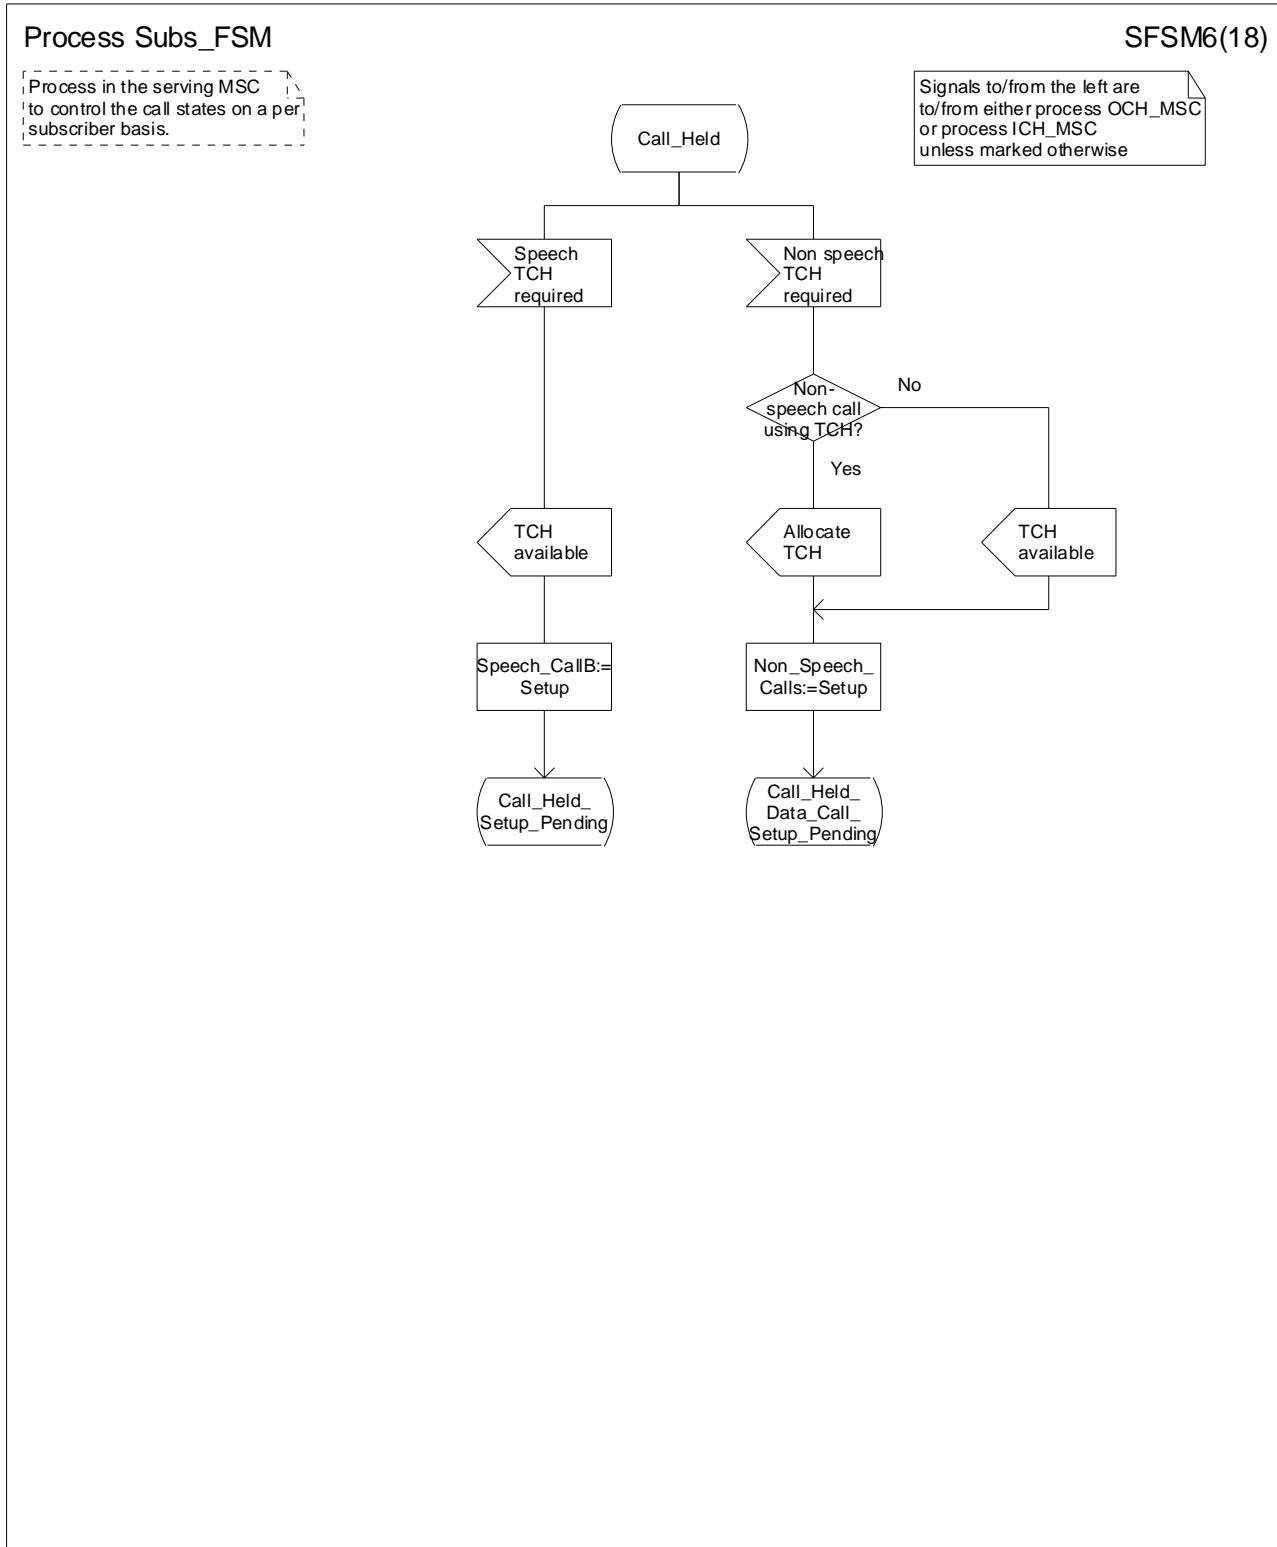 Process Subs_FSM
SFSM6(18)
Process in the serving MSC
to control the call states on a per
subscriber basis.
Signals to/from the left are
to/from either process OCH_MSC
or process ICH_MSC
unless marked otherwise
Call_Held
Speech
TCH
required
Non speech
TCH
required
Non-
speech call
using TCH?
No
Yes
TCH
available
Allocate
TCH
TCH
available
Speech_CallB:=
Setup
Non_Speech_
Calls:=Setup
Call_Held_
Setup_Pending
Call_Held_
Data_Call_
Setup_Pending